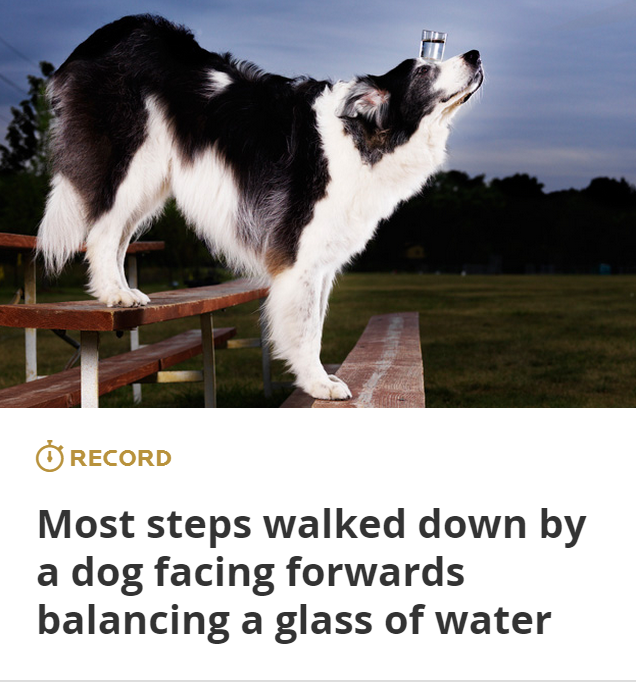 RECORD
Most steps walked down by
a dog facing forwards
balancing a glass of water